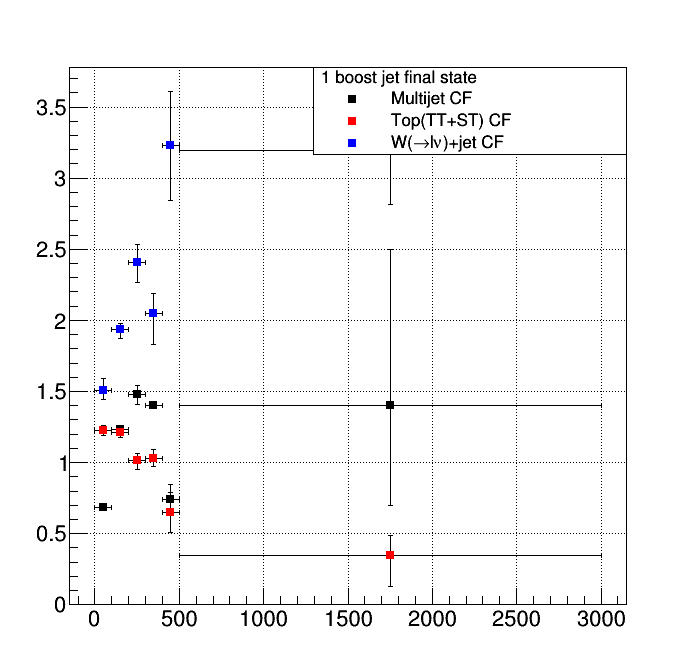 1 boost jet final state
Multijet CF
Top(TT+ST) CF
W(→lν)+jet CF
3.5
3
2.5
2
1.5
1
0.5
0
0 500 1000 1500 2000 2500 3000